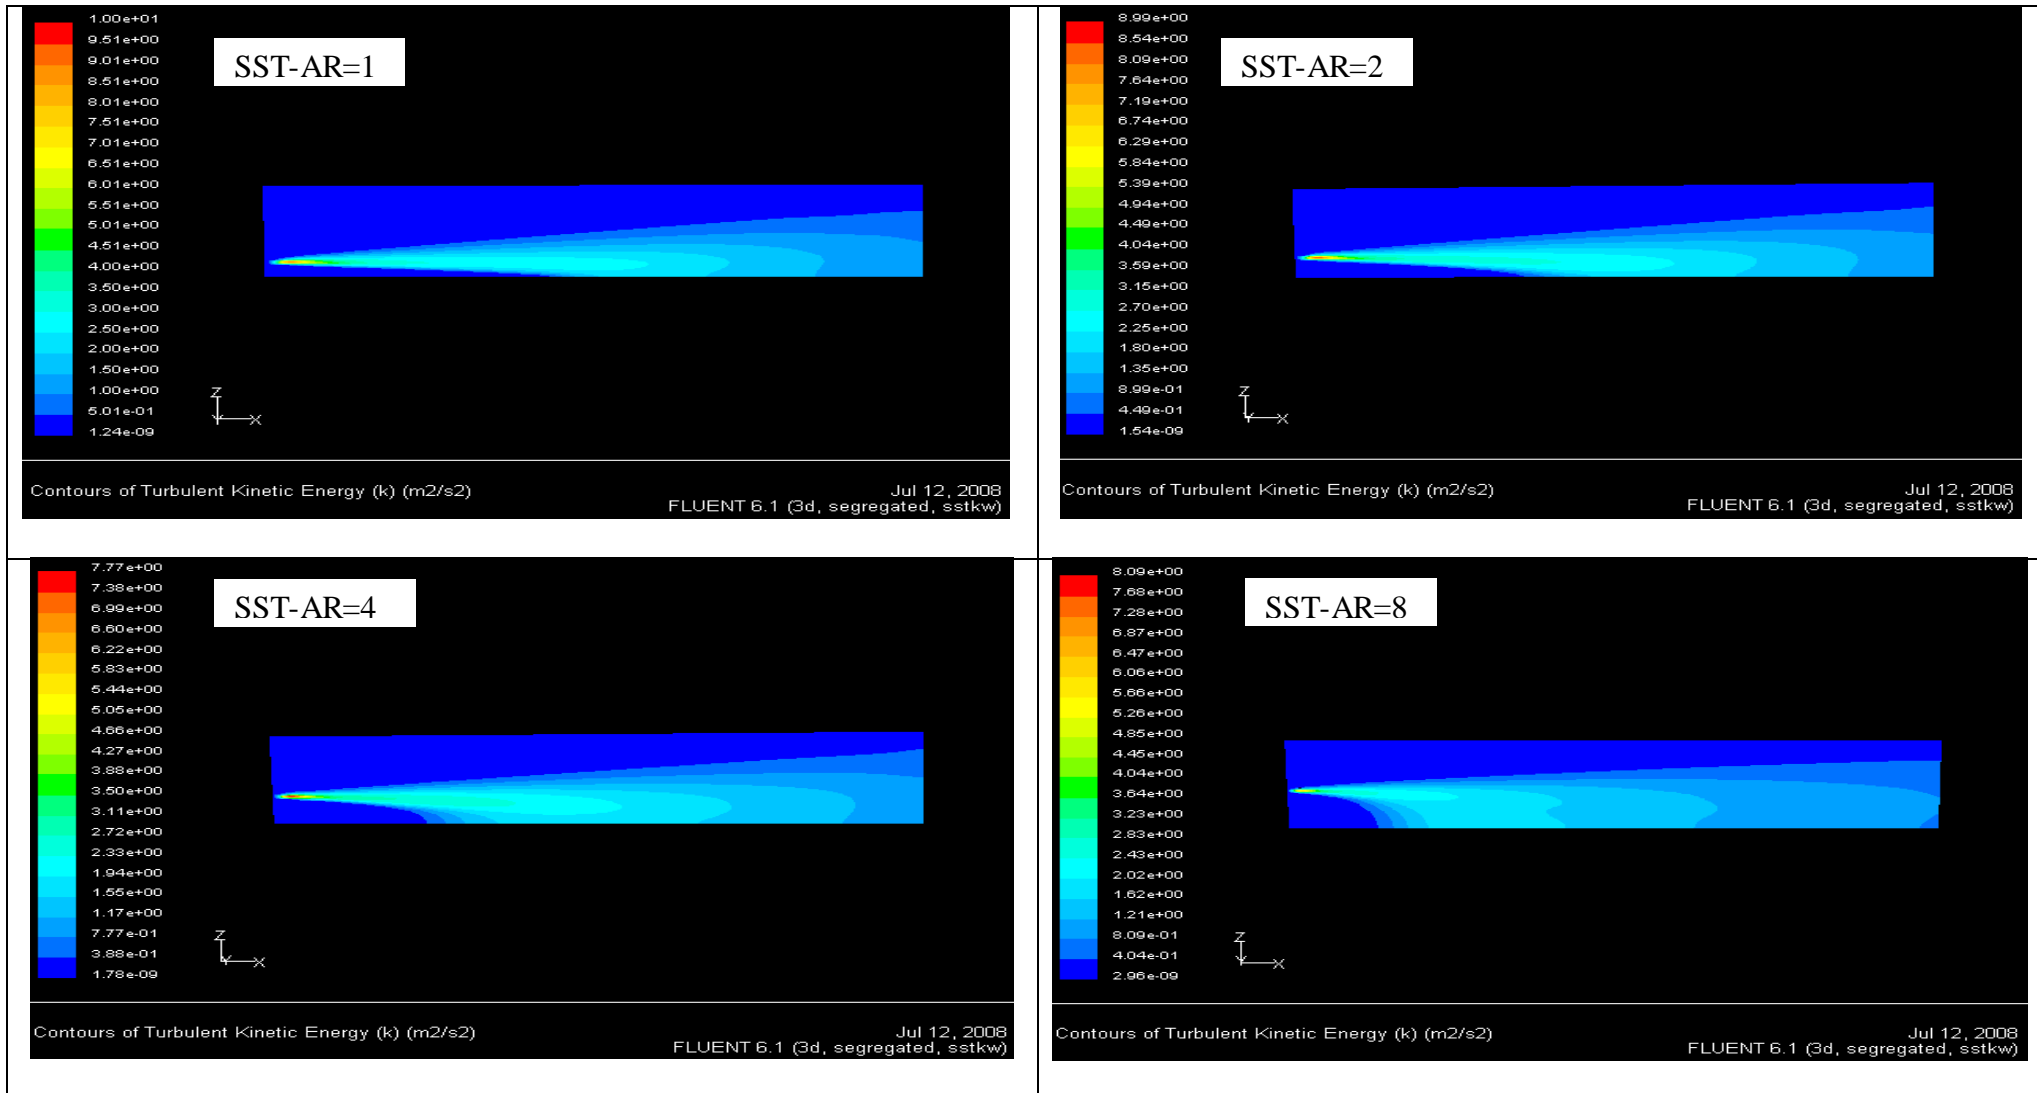 1.00e+01
9.51e+00
9.01e+00
8.51e+00
8.01e+00
7.51e+00
7.01e+00
6.51e+00
6.01e+00
5.51e+00
5.01e+00
4.51e+00
4.00e+00
3.50e+00
3.00e+00
2.50e+00
2.00e+00
1.50e+00
1.00e+00
5.01e-01
1.24e-09
SST-AR=1
Z
Y
X
Contours of Turbulent Kinetic Energy (k) (m2/s2)
Jul 12, 2008
FLUENT 6.1 (3d, segregated, sstkw)
8.99e+00
8.54e+00
8.09e+00
7.64e+00
7.19e+00
6.74e+00
6.29e+00
5.84e+00
5.39e+00
4.94e+00
4.49e+00
4.04e+00
3.59e+00
3.15e+00
2.70e+00
2.25e+00
1.80e+00
1.35e+00
8.99e-01
4.49e-01
1.54e-09
SST-AR=2
Z
Y
X
Contours of Turbulent Kinetic Energy (k) (m2/s2)
Jul 12, 2008
FLUENT 6.1 (3d, segregated, sstkw)
7.77e+00
7.38e+00
6.99e+00
6.60e+00
6.22e+00
5.83e+00
5.44e+00
5.05e+00
4.66e+00
4.27e+00
3.88e+00
3.50e+00
3.11e+00
2.72e+00
2.33e+00
1.94e+00
1.55e+00
1.17e+00
7.77e-01
3.88e-01
1.78e-09
SST-AR=4
Z
Y
X
Contours of Turbulent Kinetic Energy (k) (m2/s2)
Jul 12, 2008
FLUENT 6.1 (3d, segregated, sstkw)
8.09e+00
7.68e+00
7.28e+00
6.87e+00
6.47e+00
6.06e+00
5.66e+00
5.26e+00
4.85e+00
4.45e+00
4.04e+00
3.64e+00
3.23e+00
2.83e+00
2.43e+00
2.02e+00
1.62e+00
1.21e+00
8.09e-01
4.04e-01
2.96e-09
SST-AR=8
Z
Y
X
Contours of Turbulent Kinetic Energy (k) (m2/s2)
Jul 12, 2008
FLUENT 6.1 (3d, segregated, sstkw)